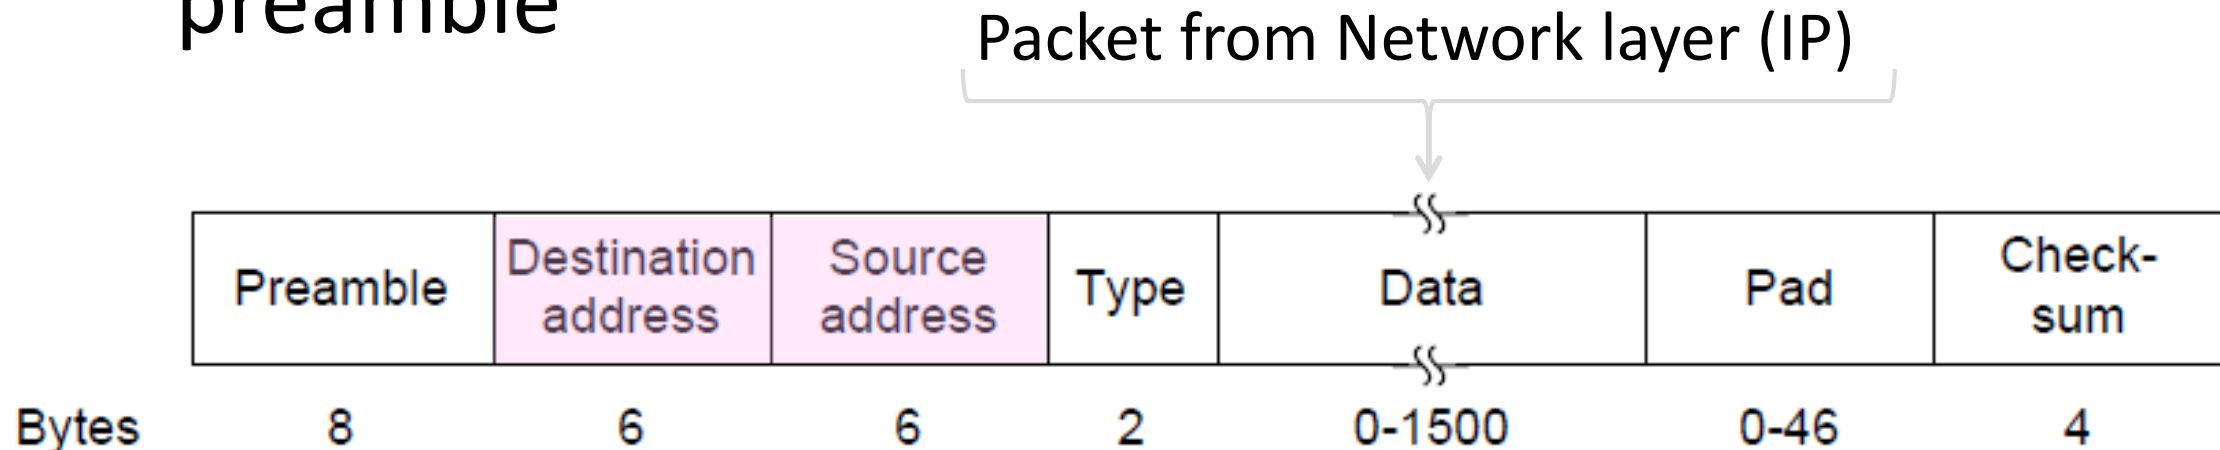 preamble
Packet from Network layer (IP)
Preamble
Destination
address
Source
address
Type
Data
Pad
Check-
sum
Bytes 8 6 6 2 0-1500 0-46 4